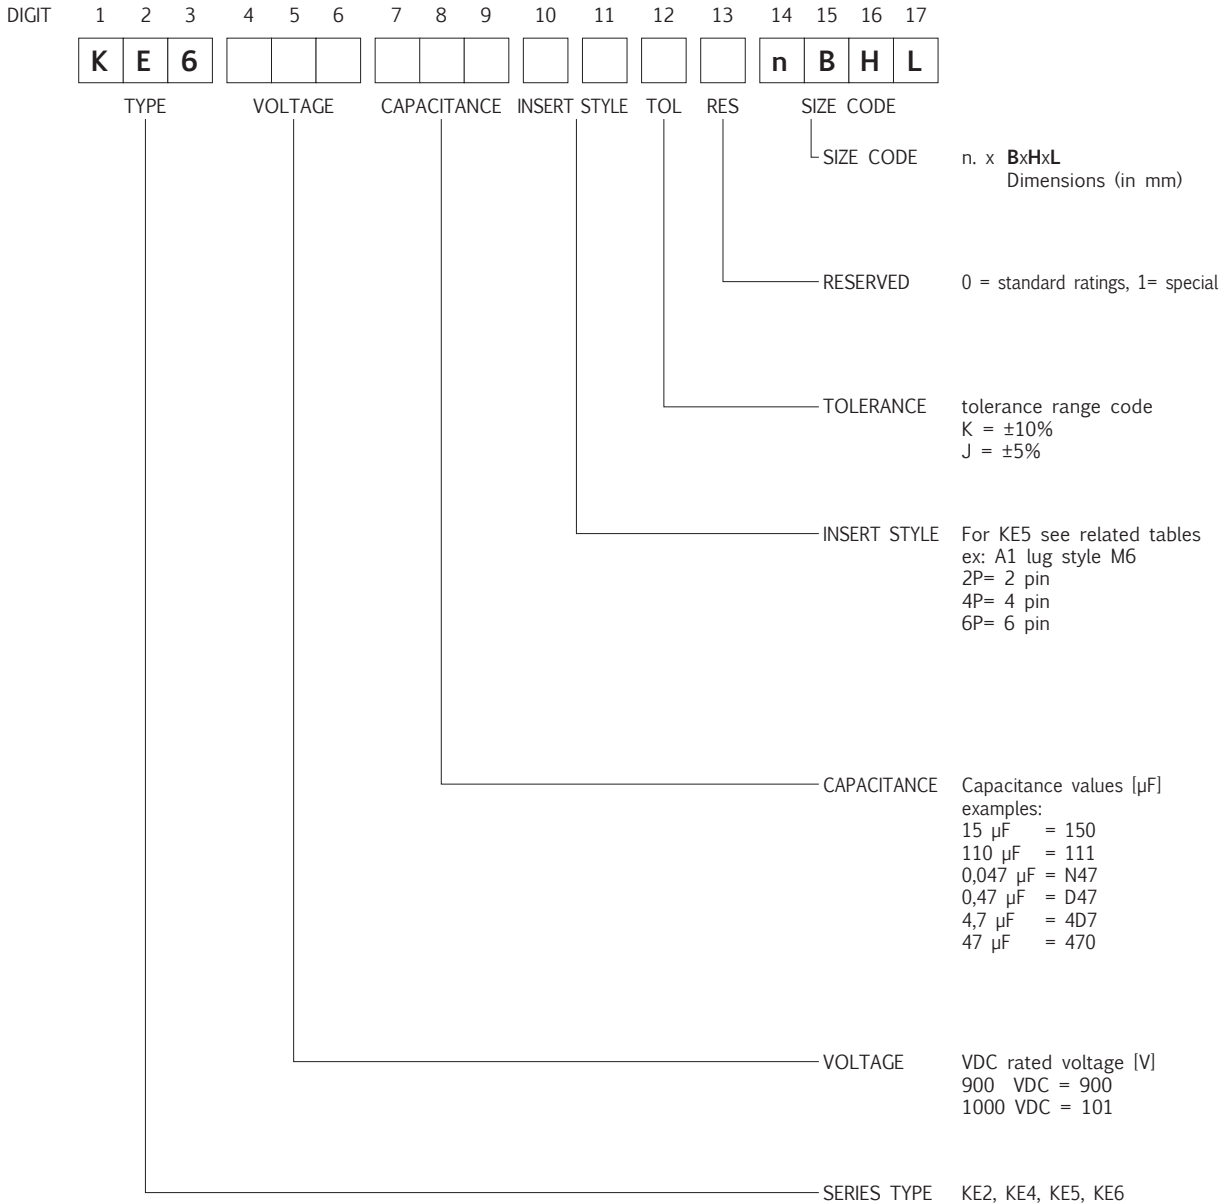 DIGIT 1 2 3 4 5 6 7 8 9 10 11 12 13 14 15 16 17
K E 6 n B H L
TYPE VOLTAGE CAPACITANCE INSERT STYLE TOL RES SIZE CODE
SIZE CODE n. x BxHxL
Dimensions (in mm)
RESERVED 0 = standard ratings, 1= special
TOLERANCE tolerance range code
K = ±10%
J = ±5%
INSERT STYLE For KE5 see related tables
ex: A1 lug style M6
2P= 2 pin
4P= 4 pin
6P= 6 pin
CAPACITANCE Capacitance values [µF]
examples:
15 µF = 150
110 µF = 111
0,047 µF = N47
0,47 µF = D47
4,7 µF = 4D7
47 µF = 470
VOLTAGE VDC rated voltage [V]
900 VDC = 900
1000 VDC = 101
SERIES TYPE KE2, KE4, KE5, KE6